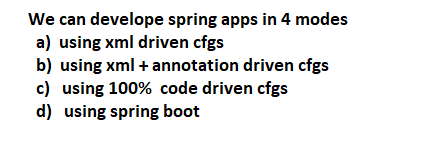 We can develope spring apps in 4 modes
a) using xml driven cfgs
b) using xml + annotation driven cfgs
c) using 100% code driven cfgs
d) using spring boot